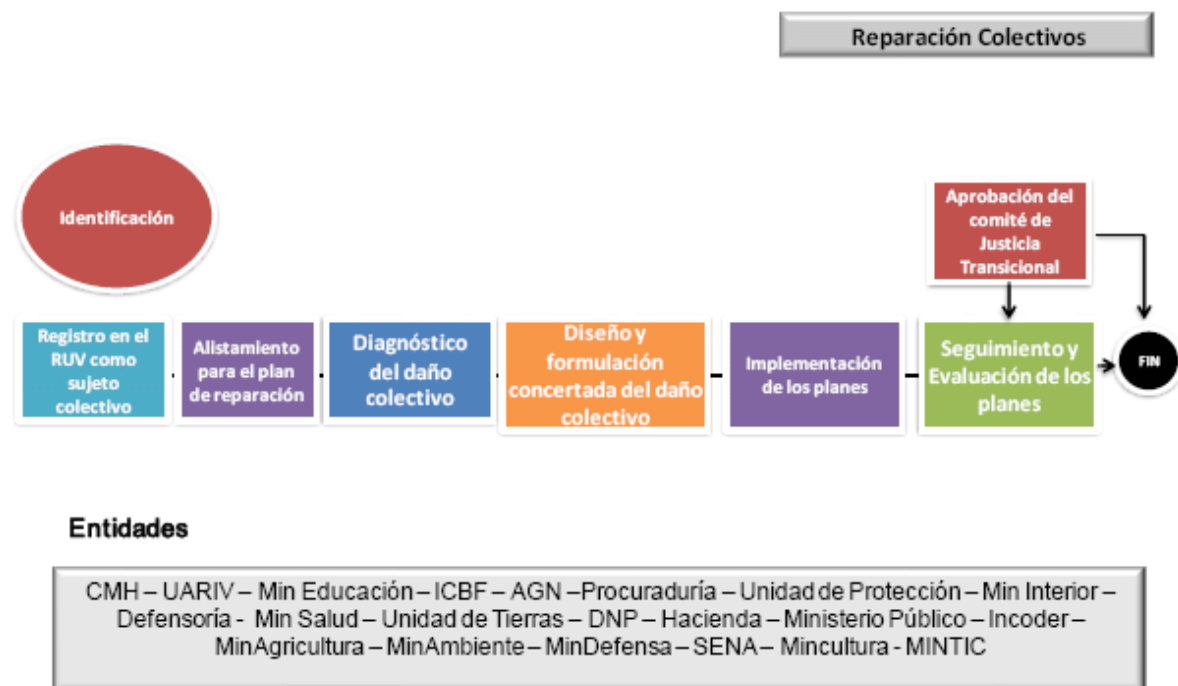 Reparación Colectivos
Identificación
Aprobación del
comité de
Justicia
Transicional
Registro en el
RUV como
sujeto
colectivo
Alistamiento
para el plan
de reparación
Diagnóstico
del daño
colectivo
Diseño y
formulación
concertada del daño
colectivo
Implementación
de los planes
Seguimiento y
Evaluación de los
planes
FIN
Entidades
CMH – UARIV – Min Educación – ICBF – AGN –Procuraduría – Unidad de Protección – Min Interior –
Defensoría - Min Salud – Unidad de Tierras – DNP – Hacienda – Ministerio Público – Incoder –
MinAgricultura – MinAmbiente – MinDefensa – SENA – Mincultura - MINTIC